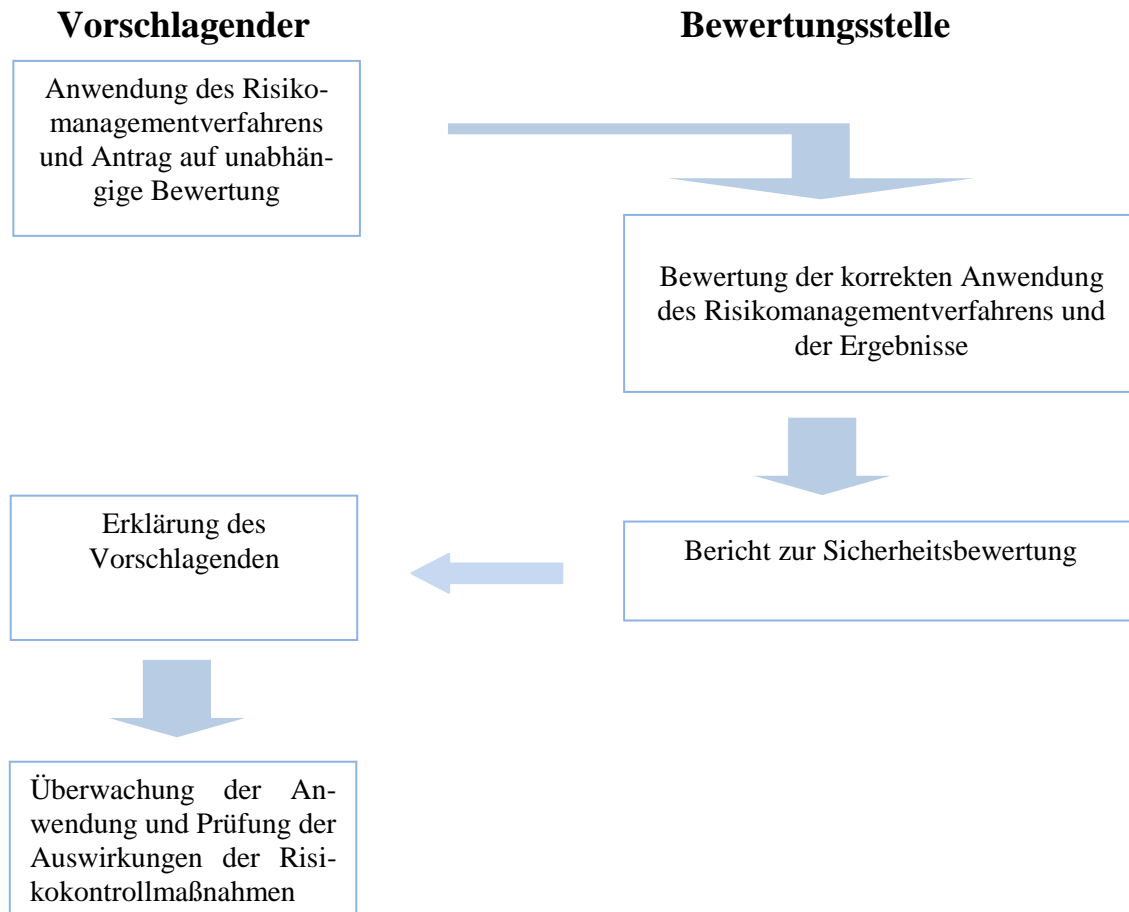 Vorschlagender
Bewertungsstelle
Anwendung des Risiko-
managementverfahrens
und Antrag auf unabhän-
gige Bewertung
Bewertung der korrekten Anwendung
des Risikomanagementverfahrens und
der Ergebnisse
Erklärung des
Vorschlagenden
Bericht zur Sicherheitsbewertung
Überwachung der An-
wendung und Prüfung der
Auswirkungen der Risi-
kokontrollmaßnahmen